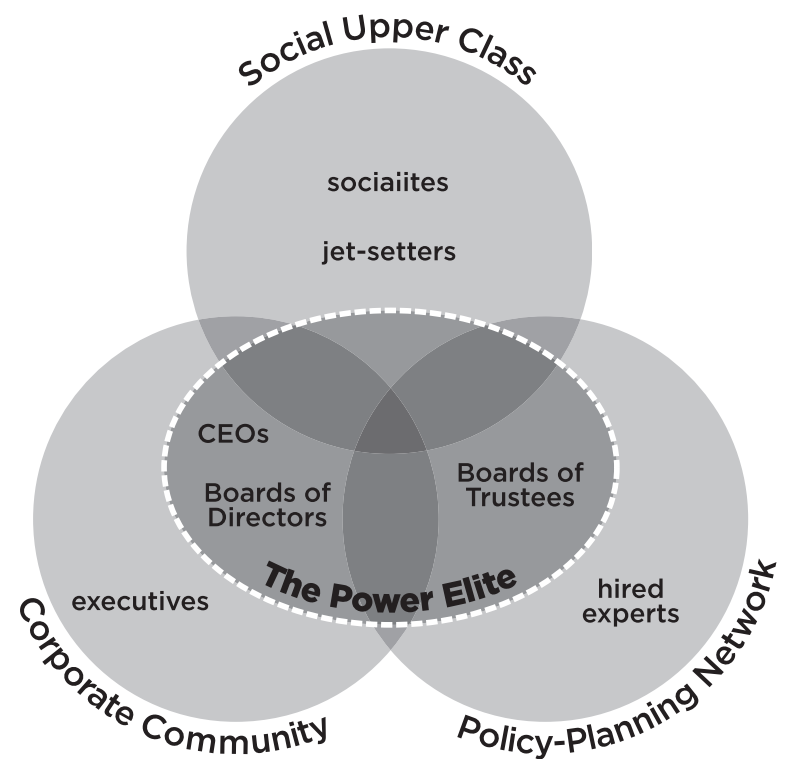 Social Upper Class
sociaiites
jet-setters
CEOs
Boards of
Directors
Boards of
Trustees
The Power Elite
executives
hired
experts
Corporate Community
Policy-Planning Network